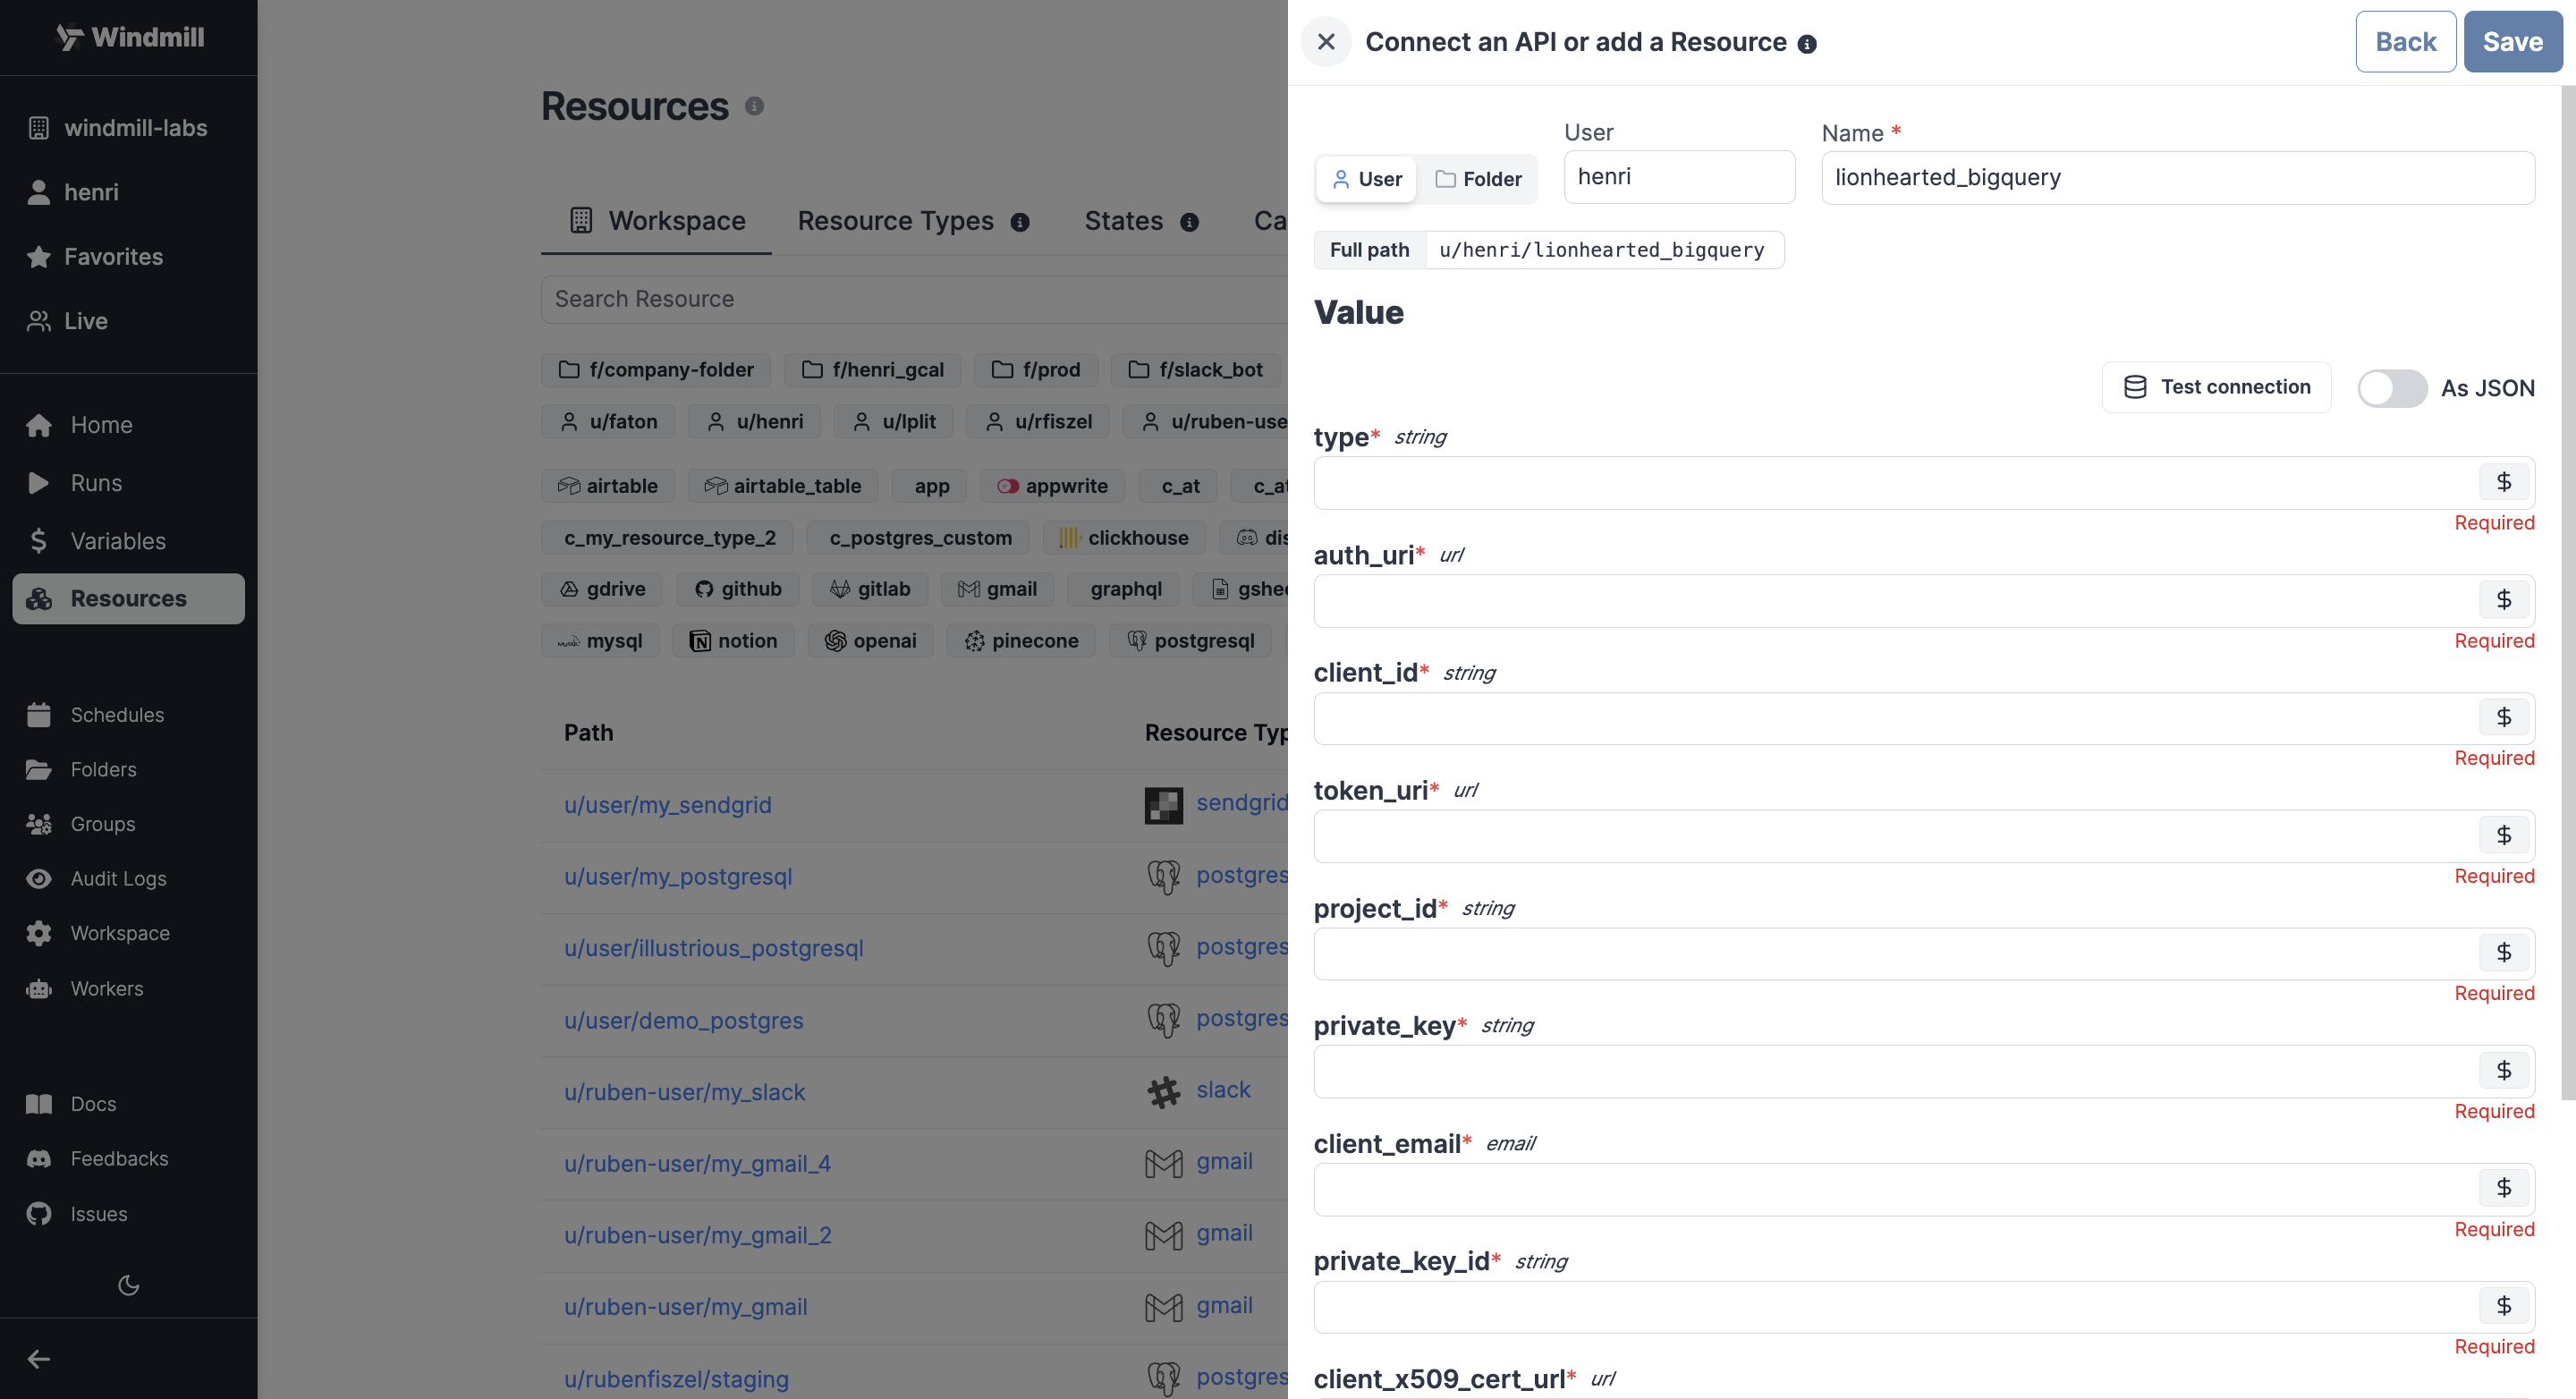 Windmill
windmill-labs
henri
Favorites
Live
Home
Runs
Variables
Resources
Schedules
Folders
Groups
Audit Logs
Workspace
Workers
Docs
Feedbacks
Issues
Resources
Workspace
Resource Types
States
Ca
Search Resource
f/company-folder
f/henri_gcal
f/prod
f/slack_bot
u/faton
u/henri
u/lplit
u/rfiszel
u/ruben-use
airtable
airtable_table
app
appwrite
c_at
c_at
c_my_resource_type_2
c_postgres_custom
clickhouse
dis
gdrive
github
gitlab
gmail
graphql
gshee
mysql
notion
openai
pinecone
postgresql
Path
Resource Typ
u/user/my_sendgrid
sendgrid
u/user/my_postgresql
postgres
u/user/illustrious_postgresql
postgres
u/user/demo_postgres
postgres
u/ruben-user/my_slack
slack
u/ruben-user/my_gmail_4
gmail
u/ruben-user/my_gmail_2
gmail
u/ruben-user/my_gmail
gmail
u/rubenfiszel/staging
postgres
Connect an API or add a Resource
Back
Save
User
Folder
User
henri
Name *
lionhearted_bigquery
Full path
u/henri/lionhearted_bigquery
Value
Test connection
As JSON
type* string
$
Required
auth_uri* url
$
Required
client_id* string
$
Required
token_uri* url
$
Required
project_id* string
$
Required
private_key* string
$
Required
client_email* email
$
Required
private_key_id* string
$
Required
client_x509_cert_url* url